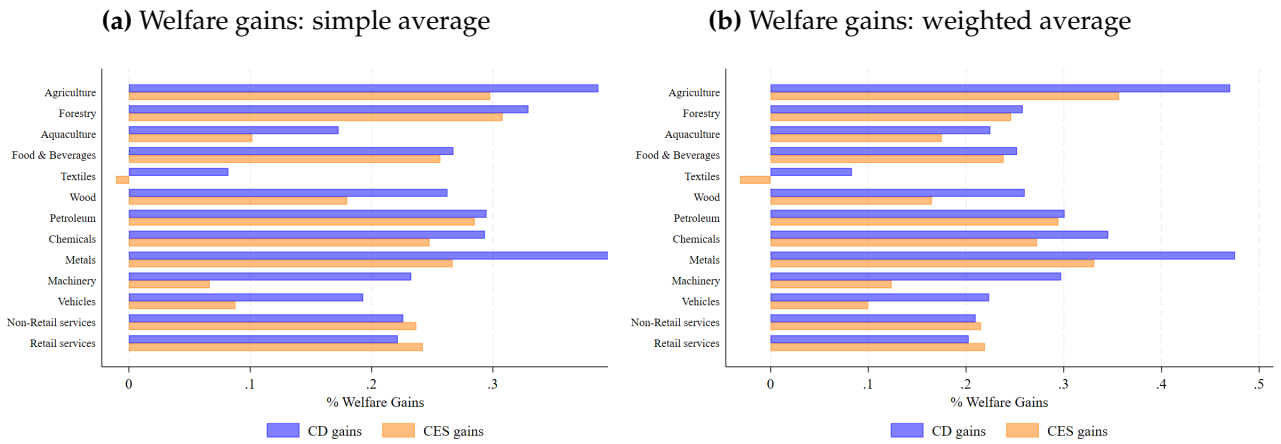 (a) Welfare gains: simple average
Agriculture
Forestry
Aquaculture
Food & Beverages
Textiles
Wood
Petroleum
Chemicals
Metals
Machinery
Vehicles
Non-Retail services
Retail services
0 .1 .2 .3
% Welfare Gains
CD gains CES gains
(b) Welfare gains: weighted average
Agriculture
Forestry
Aquaculture
Food & Beverages
Textiles
Wood
Petroleum
Chemicals
Metals
Machinery
Vehicles
Non-Retail services
Retail services
0 .1 .2 .3 .4 .5
% Welfare Gains
CD gains CES gains